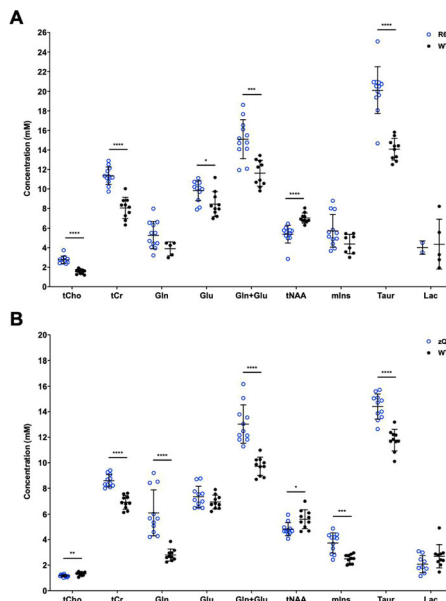 A
R6
WT
Concentration (mM)
26
24
22
20
18
16
14
12
10
8
6
4
2
0
**** **** * *** **** ****
tCho tCr Gln Glu Gln+Glu tNAA mIns Taur Lac
B
zQ
WT
Concentration (mM)
20
18
16
14
12
10
8
6
4
2
0
** **** **** **** * *** ****
tCho tCr Gln Glu Gln+Glu tNAA mIns Taur Lac